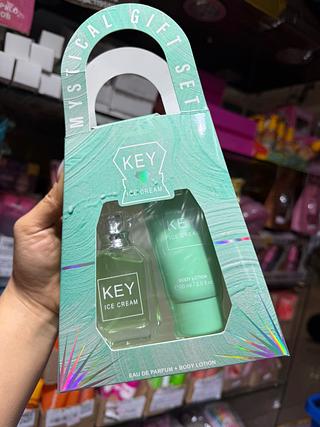 MYSTICAL GIFT SET
KEY
ICE CREAM
KEY
ICE CREAM
KEY
ICE CREAM
BODY LOTION
EAU DE PARFUM + BODY LOTION